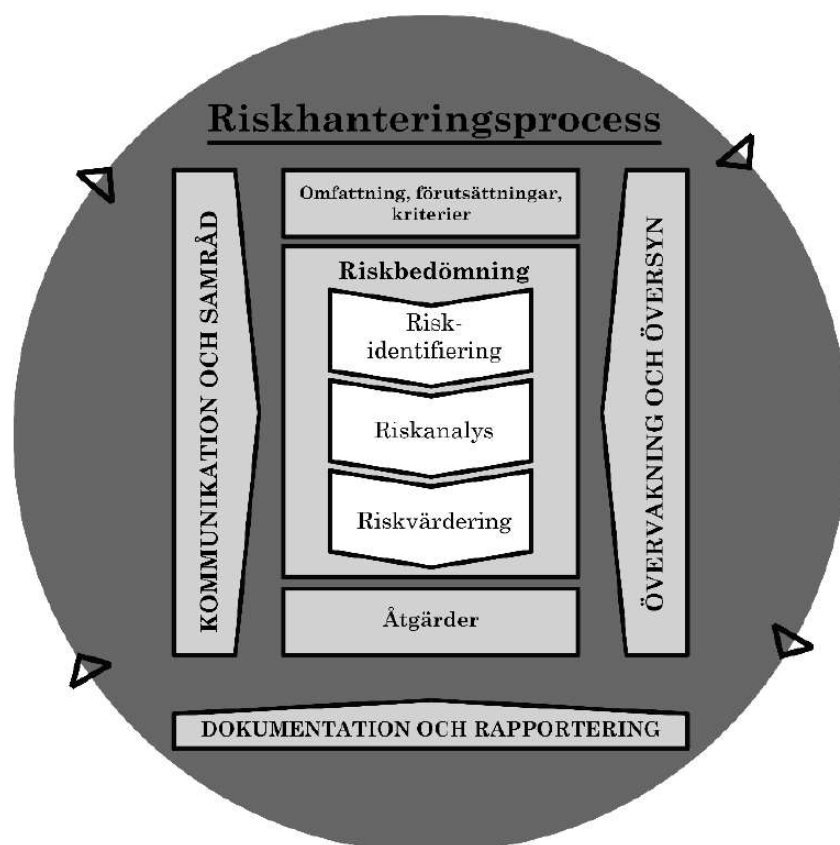 Riskhanteringsprocess
KOMMUNIKATION OCH SAMRÅD
Omfattning, förutsättningar,
kriterier
Riskbedömning
Risk-
identifiering
Riskanalys
Riskvärdering
Åtgärder
ÖVERVAKNING OCH ÖVERSYN
DOKUMENTATION OCH RAPPORTERING